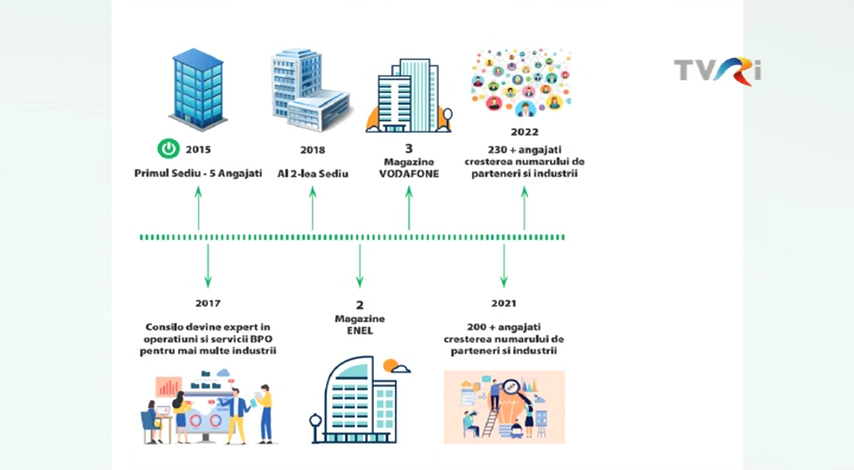 TVRi
2015
Primul Sediu - 5 Angajati
2018
Al 2-lea Sediu
3
Magazine
VODAFONE
2022
230 + angajati
cresterea numarului de
parteneri si industrii
2017
Consilo devine expert in
operatiuni si servicii BPO
pentru mai multe industrii
2
Magazine
ENEL
2021
200 + angajati
cresterea numarului de
parteneri si industrii